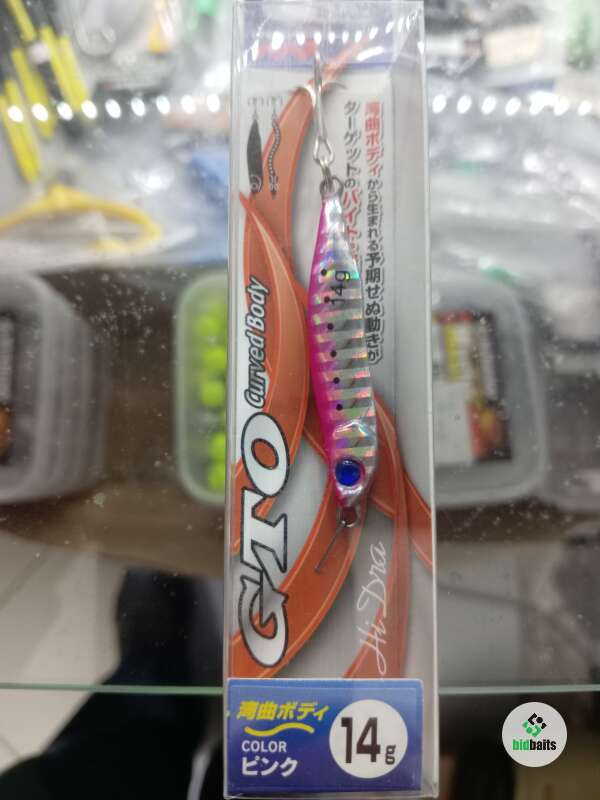 湾曲ボディから生まれる予期せぬ動きが
ターゲットのバイト
14g
GTO
Curved Body
Hi-Dra
湾曲ボディ
COLOR
ピンク
14g
bidbaits